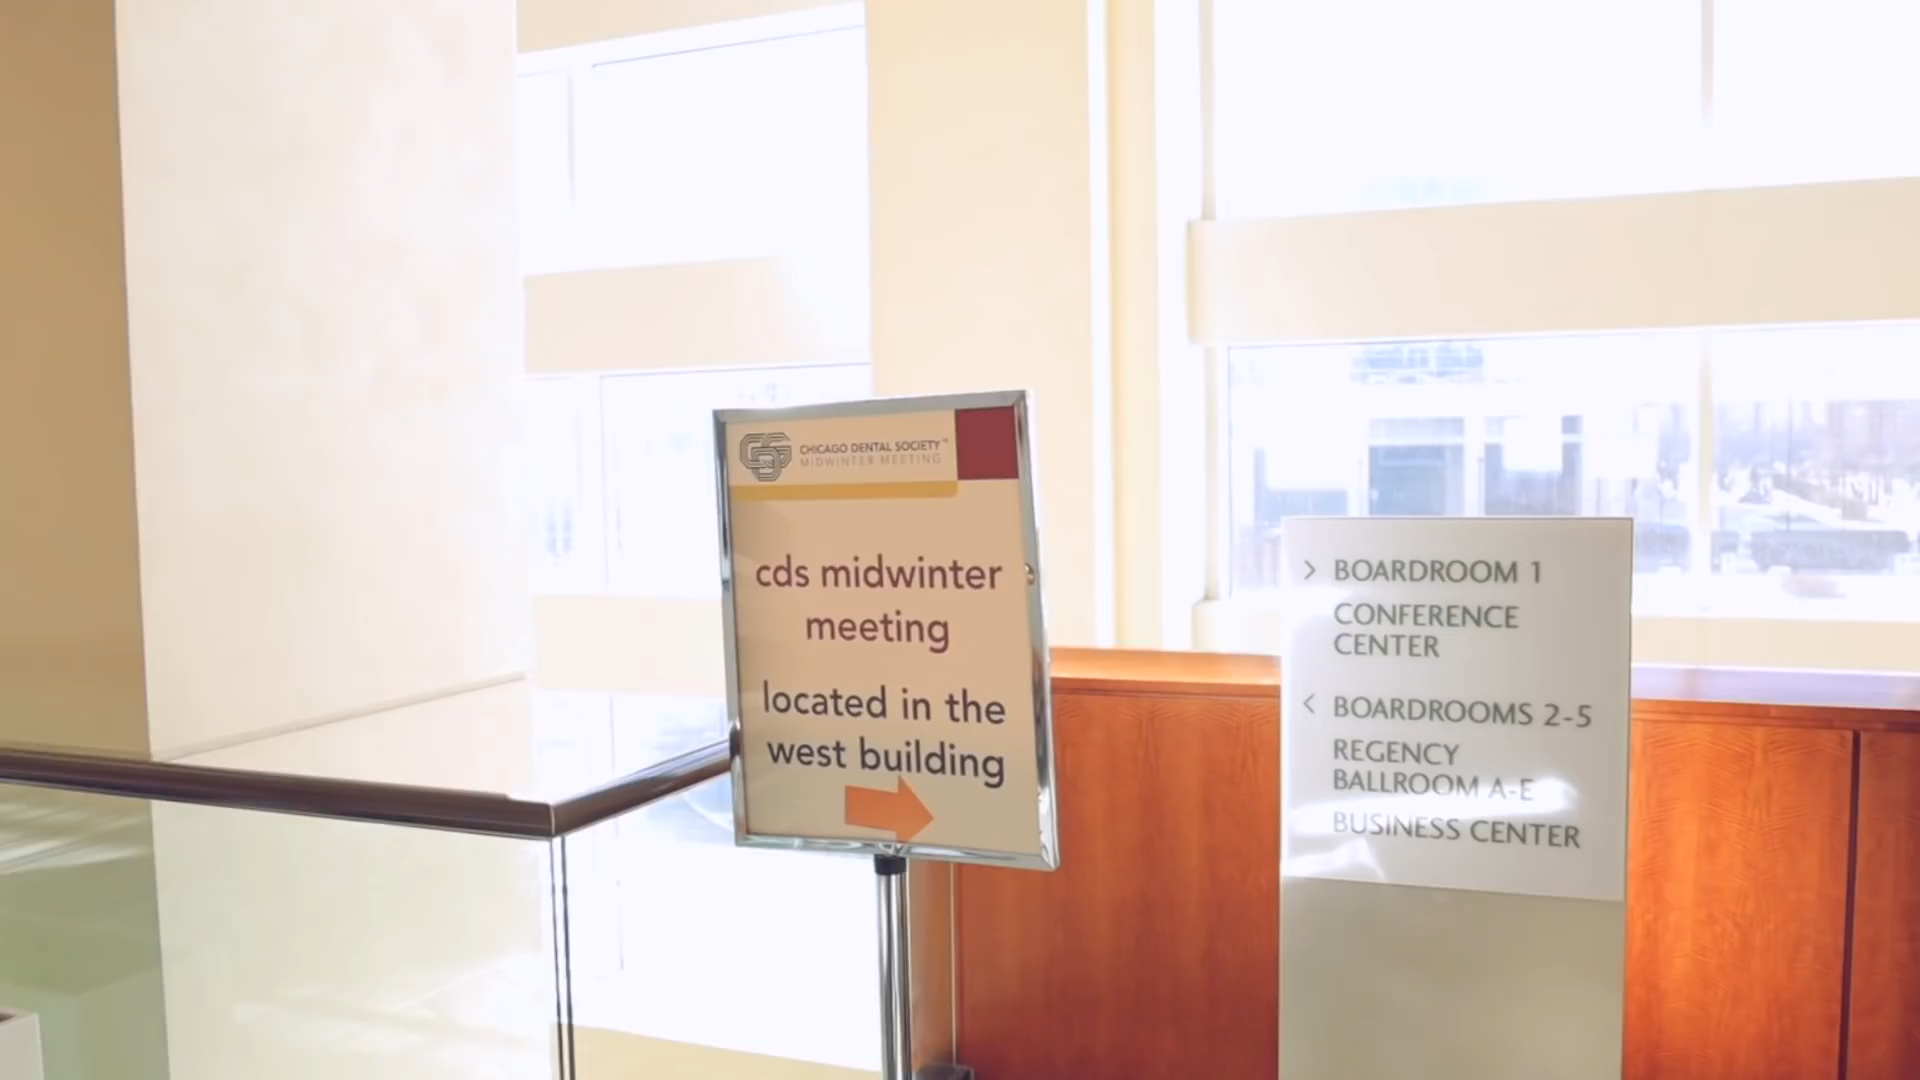 CHICAGO DENTAL SOCIETY™
MIDWINTER MEETING
cds midwinter
meeting
located in the
west building
> BOARDROOM 1
CONFERENCE
CENTER
< BOARDROOMS 2-5
REGENCY
BALLROOM A-E
BUSINESS CENTER